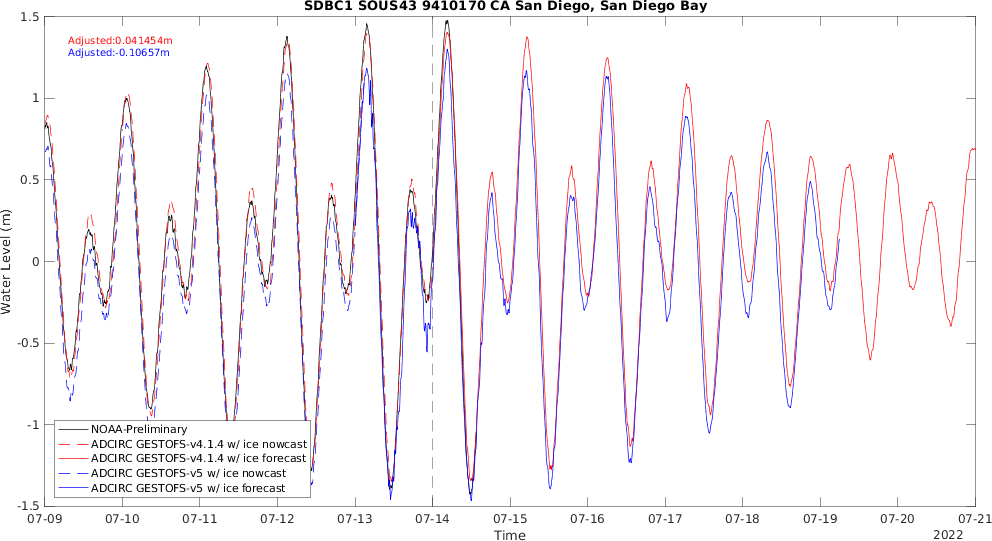 SDBC1 SOUS43 9410170 CA San Diego, San Diego Bay
Adjusted:0.041454m
Adjusted:-0.10657m
Water Level (m)
1.5
1
0.5
0
-0.5
-1
-1.5
NOAA-Preliminary
ADCIRC GESTOFS-v4.1.4 w/ ice nowcast
ADCIRC GESTOFS-v4.1.4 w/ ice forecast
ADCIRC GESTOFS-v5 w/ ice nowcast
ADCIRC GESTOFS-v5 w/ ice forecast
07-09 07-10 07-11 07-12 07-13 07-14 07-15 07-16 07-17 07-18 07-19 07-20 07-21
Time
2022